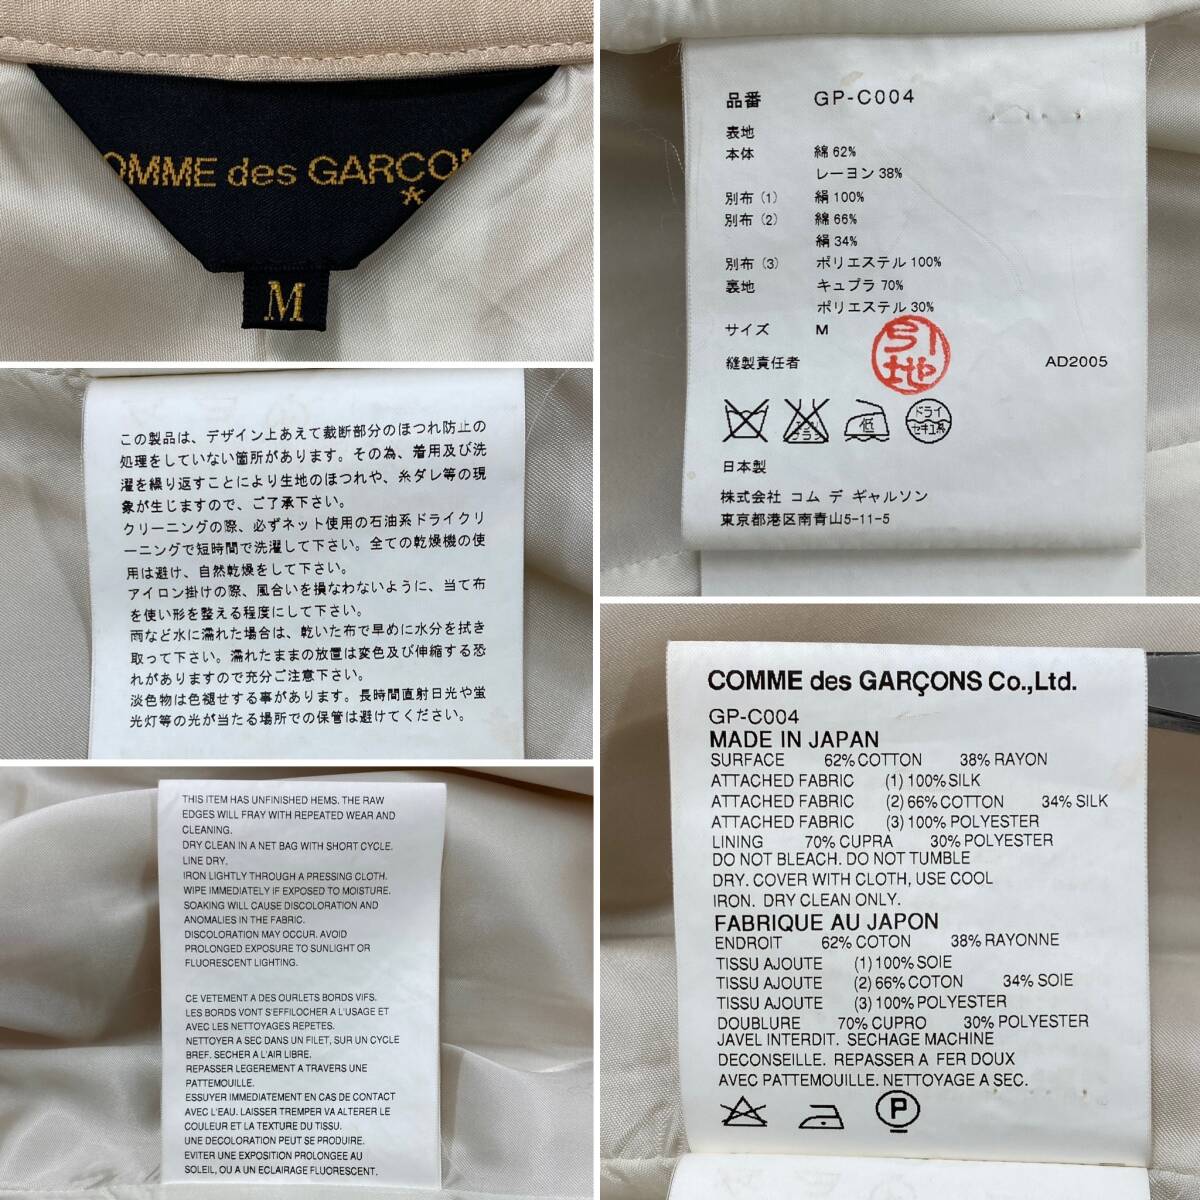 COMME des GARÇONS
M
品番 GP-C004
表地
本体 綿 62%
レーヨン 38%
別布 (1) 絹 100%
別布 (2) 綿 66%
絹 34%
別布 (3) ポリエステル 100%
裏地 キュプラ 70%
ポリエステル 30%
サイズ M
縫製責任者 引地 AD2005
エンソ
サラシ
低
ドライ
セキユ系
日本製
株式会社 コム デ ギャルソン
東京都港区南青山5-11-5
この製品は、デザイン上あえて裁断部分のほつれ防止の
処理をしていない箇所があります。その為、着用及び洗
濯を繰り返すことにより生地のほつれや、糸ダレ等の現
象が生じますので、ご了承下さい。
クリーニングの際、必ずネット使用の石油系ドライクリ
ーニングで短時間で洗濯して下さい。全ての乾燥機の使
用は避け、自然乾燥をして下さい。
アイロン掛けの際、風合いを損なわないように、当て布
を使い形を整える程度にして下さい。
雨など水に濡れた場合は、乾いた布で早めに水分を拭き
取って下さい。濡れたままの放置は変色及び伸縮する恐
れがありますので充分ご注意下さい。
淡色物は色褪せする事があります。長時間直射日光や蛍
光灯等の光が当たる場所での保管は避けてください。
COMME des GARÇONS Co.,Ltd.
GP-C004
MADE IN JAPAN
SURFACE 62% COTTON 38% RAYON
ATTACHED FABRIC (1) 100% SILK
ATTACHED FABRIC (2) 66% COTTON 34% SILK
ATTACHED FABRIC (3) 100% POLYESTER
LINING 70% CUPRA 30% POLYESTER
DO NOT BLEACH. DO NOT TUMBLE
DRY. COVER WITH CLOTH, USE COOL
IRON. DRY CLEAN ONLY.
FABRIQUE AU JAPON
ENDROIT 62% COTON 38% RAYONNE
TISSU AJOUTE (1) 100% SOIE
TISSU AJOUTE (2) 66% COTON 34% SOIE
TISSU AJOUTE (3) 100% POLYESTER
DOUBLURE 70% CUPRO 30% POLYESTER
JAVEL INTERDIT. SECHAGE MACHINE
DECONSEILLE. REPASSER A FER DOUX
AVEC PATTEMOUILLE. NETTOYAGE A SEC.
P
THIS ITEM HAS UNFINISHED HEMS. THE RAW
EDGES WILL FRAY WITH REPEATED WEAR AND
CLEANING.
DRY CLEAN IN A NET BAG WITH SHORT CYCLE.
LINE DRY.
IRON LIGHTLY THROUGH A PRESSING CLOTH.
WIPE IMMEDIATELY IF EXPOSED TO MOISTURE.
SOAKING WILL CAUSE DISCOLORATION AND
ANOMALIES IN THE FABRIC.
DISCOLORATION MAY OCCUR. AVOID
PROLONGED EXPOSURE TO SUNLIGHT OR
FLUORESCENT LIGHTING.
CE VETEMENT A DES OURLETS BORDS VIFS.
LES BORDS VONT S'EFFILOCHER A L'USAGE ET
AVEC LES NETTOYAGES REPETES.
NETTOYER A SEC DANS UN FILET, SUR UN CYCLE
BREF. SECHER A L'AIR LIBRE.
REPASSER LEGEREMENT A TRAVERS UNE
PATTEMOUILLE.
ESSUYER IMMEDIATEMENT EN CAS DE CONTACT
AVEC L'EAU. LAISSER TREMPER VA ALTERER LE
COULEUR ET LA TEXTURE DU TISSU.
UNE DECOLORATION PEUT SE PRODUIRE.
EVITER UNE EXPOSITION PROLONGEE AU
SOLEIL, OU A UN ECLAIRAGE FLUORESCENT.